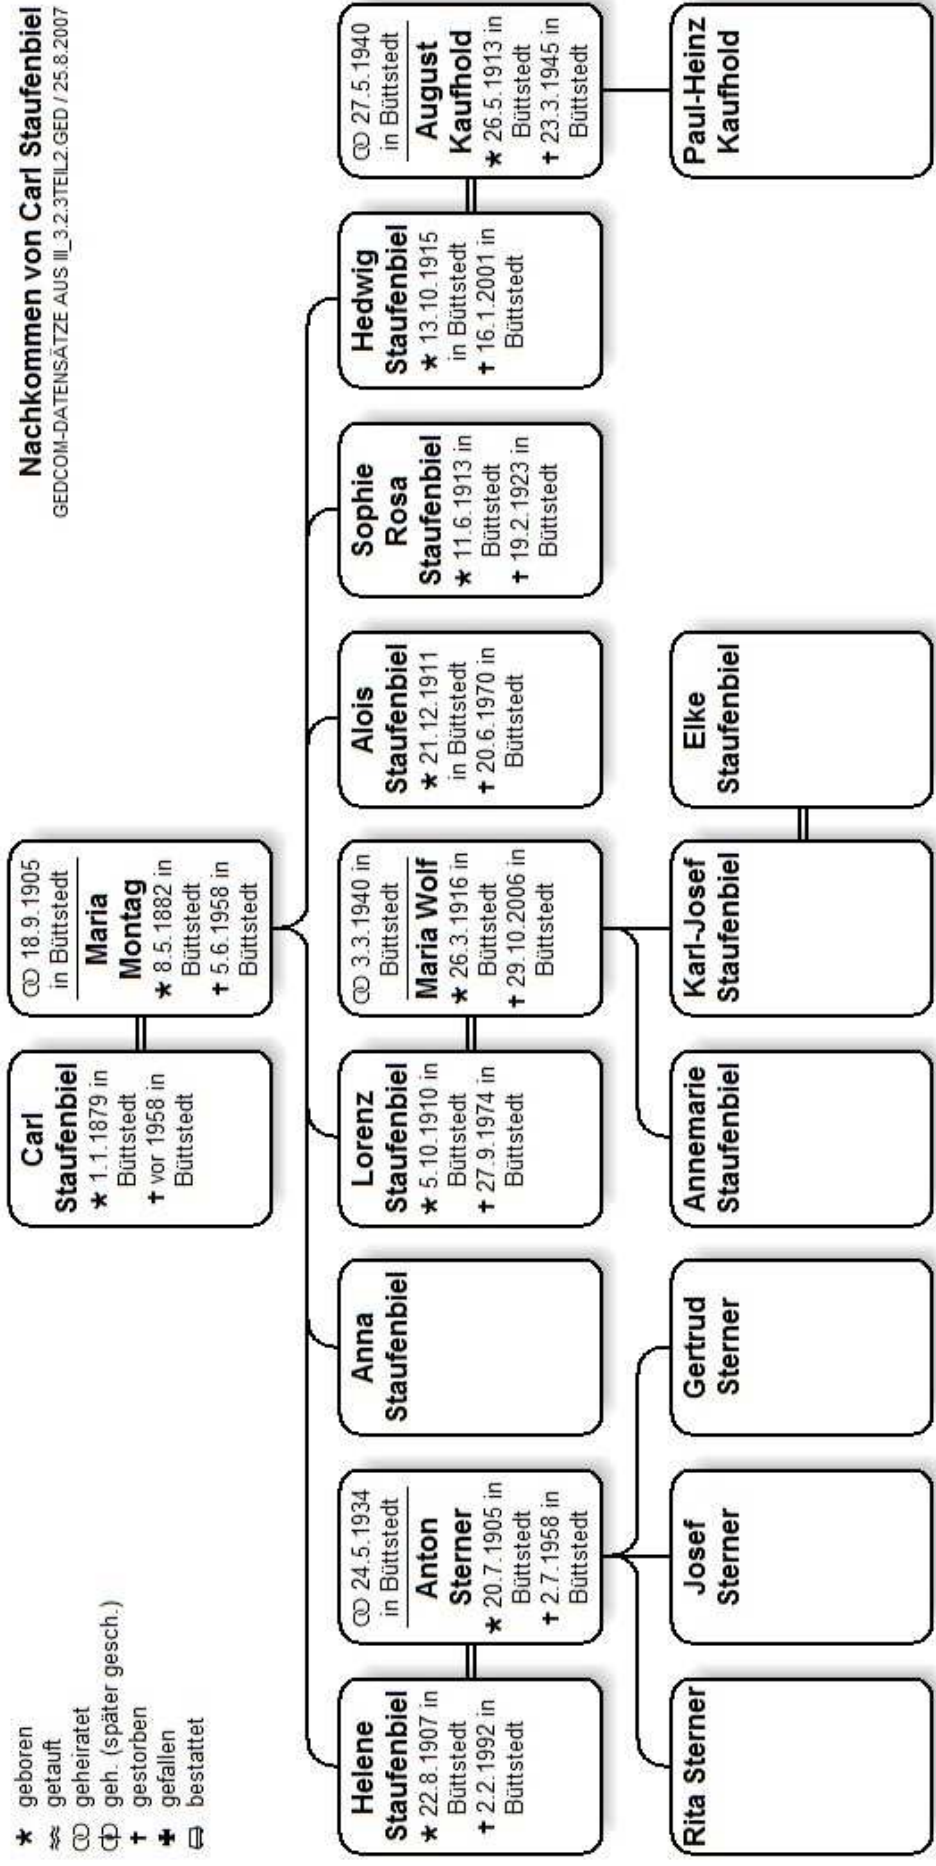 Nachkommen von Carl Staufenbiel
GEDCOM-DATENSÄTZE AUS III_3.2.3TEIL2.GED / 25.8.2007
★ geboren
≈ getauft
⚭ geheiratet
geh. (später gesch.)
✝ gestorben
✚ gefallen
bestattet
Carl
Staufenbiel
★ 1.1.1879 in
Büttstedt
✝ vor 1958 in
Büttstedt
⚭ 18.9.1905
in Büttstedt
Maria
Montag
★ 8.5.1882 in
Büttstedt
✝ 5.6.1958 in
Büttstedt
Helene
Staufenbiel
★ 22.8.1907 in
Büttstedt
✝ 2.2.1992 in
Büttstedt
⚭ 24.5.1934
in Büttstedt
Anton
Sterner
★ 20.7.1905 in
Büttstedt
✝ 2.7.1958 in
Büttstedt
Anna
Staufenbiel
Lorenz
Staufenbiel
★ 5.10.1910 in
Büttstedt
✝ 27.9.1974 in
Büttstedt
⚭ 3.3.1940 in
Büttstedt
Maria Wolf
★ 26.3.1916 in
Büttstedt
✝ 29.10.2006 in
Büttstedt
Alois
Staufenbiel
★ 21.12.1911
in Büttstedt
✝ 20.6.1970 in
Büttstedt
Sophie
Rosa
Staufenbiel
★ 11.6.1913 in
Büttstedt
✝ 19.2.1923 in
Büttstedt
Hedwig
Staufenbiel
★ 13.10.1915
in Büttstedt
✝ 16.1.2001 in
Büttstedt
⚭ 27.5.1940
in Büttstedt
August
Kaufhold
★ 26.5.1913 in
Büttstedt
✝ 23.3.1945 in
Büttstedt
Rita Sterner
Josef
Sterner
Gertrud
Sterner
Annemarie
Staufenbiel
Karl-Josef
Staufenbiel
Elke
Staufenbiel
Paul-Heinz
Kaufhold